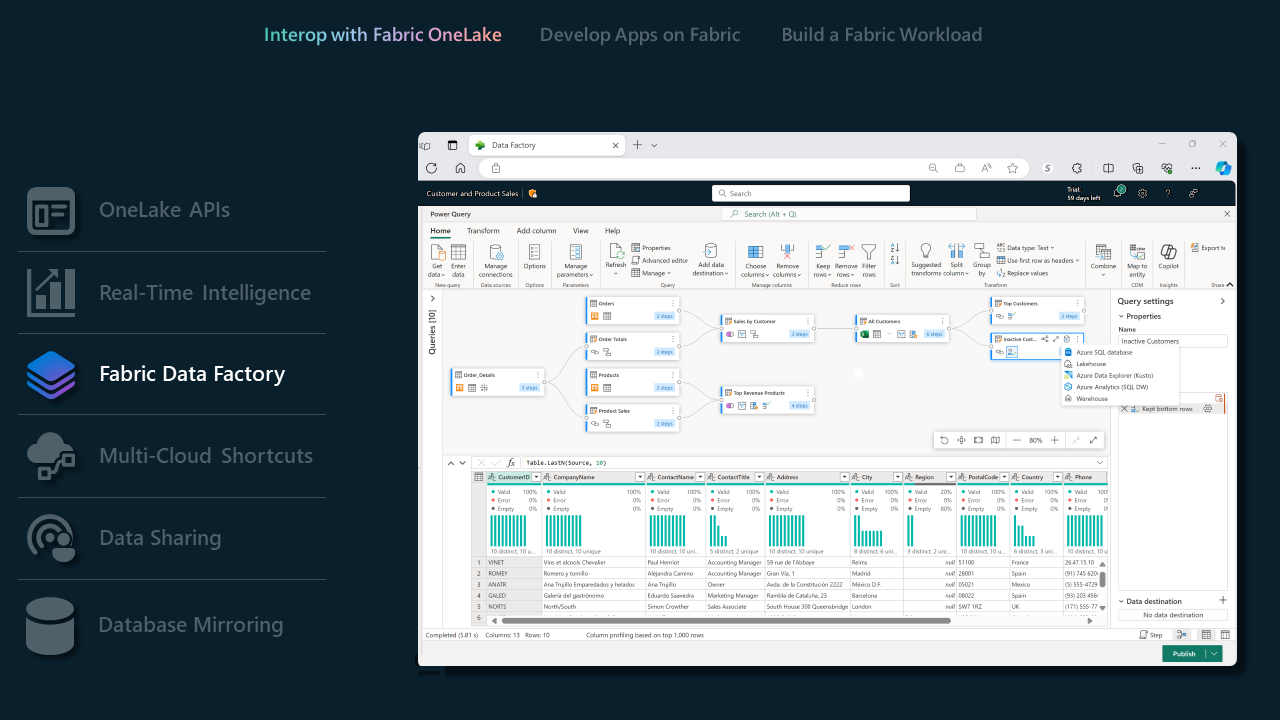 Interop with Fabric OneLake Develop Apps on Fabric Build a Fabric Workload
OneLake APIs
Real-Time Intelligence
Fabric Data Factory
Multi-Cloud Shortcuts
Data Sharing
Database Mirroring
Data Factory
Customer and Product Sales Search Trial: 59 days left 2 ?
Power Query Search (Alt + Q)
Home Transform Add column View Help
Get data Enter data Manage connections Options Manage parameters Refresh Properties Advanced editor Manage Add data destination Choose columns Remove columns Keep rows Remove rows Filter rows Suggested transforms Split column Group by Data type: Text Use first row as headers Replace values Combine Map to entity Copilot Export te
New query Data sources Options Parameters Query Manage columns Reduce rows Sort Transform CDM Insights Share
Queries [10]
Orders
2 steps
Order Totals
2 steps
Order_Details
3 steps
Products
2 steps
Product Sales
2 steps
Sales by Customer
3 steps
Top Revenue Products
4 steps
All Customers
6 steps
Top Customers
2 steps
Inactive Cust...
Azure SQL database
Lakehouse
Azure Data Explorer (Kusto)
Azure Analytics (SQL DW)
Warehouse
Query settings
Properties
Name
Inactive Customers
Kept bottom rows
80%
fx Table.LastN(Source, 10)
CustomerID CompanyName ContactName ContactTitle Address City Region PostalCode Country Phone
Valid 100% Valid 100% Valid 100% Valid 100% Valid 100% Valid 100% Valid 20% Valid 100% Valid 100% Valid 100
Error 0% Error 0% Error 0% Error 0% Error 0% Error 0% Error 0% Error 0% Error 0% Error 0%
Empty 0% Empty 0% Empty 0% Empty 0% Empty 0% Empty 0% Empty 80% Empty 0% Empty 0% Empty 0%
10 distinct, 10 u... 10 distinct, 10 unique 10 distinct, 10 uni... 5 distinct, 2 unique 10 distinct, 10 unique 8 distinct, 6 uni... 3 distinct, 2 uni... 10 distinct, 10 u... 6 distinct, 3 uni... 10 distinct, 10 u
1 VINET Vins et alcools Chevalier Paul Henriot Accounting Manager 59 rue de l'Abbaye Reims null 51100 France 26.47.15.10
2 ROMEY Romero y tomillo Alejandra Camino Accounting Manager Gran Vía, 1 Madrid null 28001 Spain (91) 745 620
3 ANATR Ana Trujillo Emparedados y helados Ana Trujillo Owner Avda. de la Constitución 2222 México D.F. null 05021 Mexico (5) 555-4729
4 GALED Galería del gastrónomo Eduardo Saavedra Marketing Manager Rambla de Cataluña, 23 Barcelona null 08022 Spain (93) 203 4560
5 NORTS North/South Simon Crowther Sales Associate South House 300 Queensbridge London null SW7 1RZ UK (171) 555-77
6
Data destination
No data destination
Completed (5.81 s) Columns: 13 Rows: 10 Column profiling based on top 1,000 rows Step
Publish